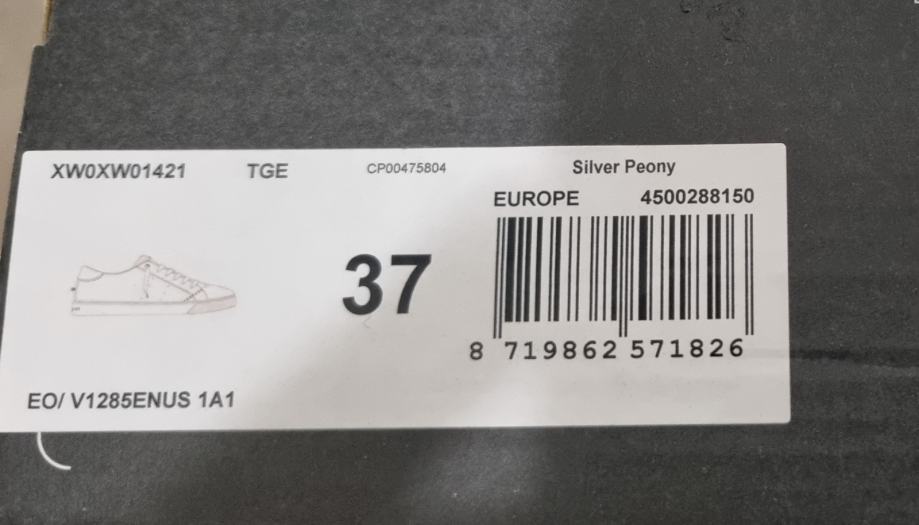 XW0XW01421 TGE CP00475804 Silver Peony
EUROPE 4500288150
37
8 719862 571826
EO/ V1285ENUS 1A1